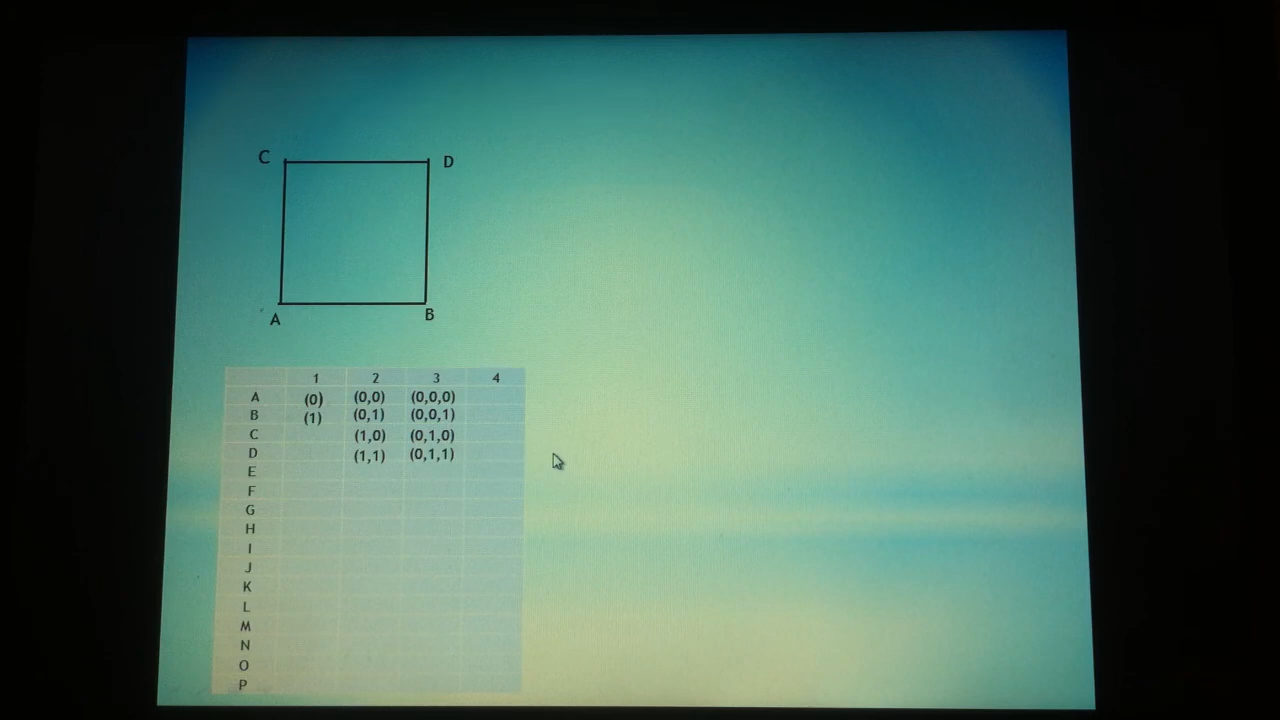 C D
A B
1 2 3 4
A (0) (0,0) (0,0,0)
B (1) (0,1) (0,0,1)
C (1,0) (0,1,0)
D (1,1) (0,1,1)
E
F
G
H
I
J
K
L
M
N
O
P